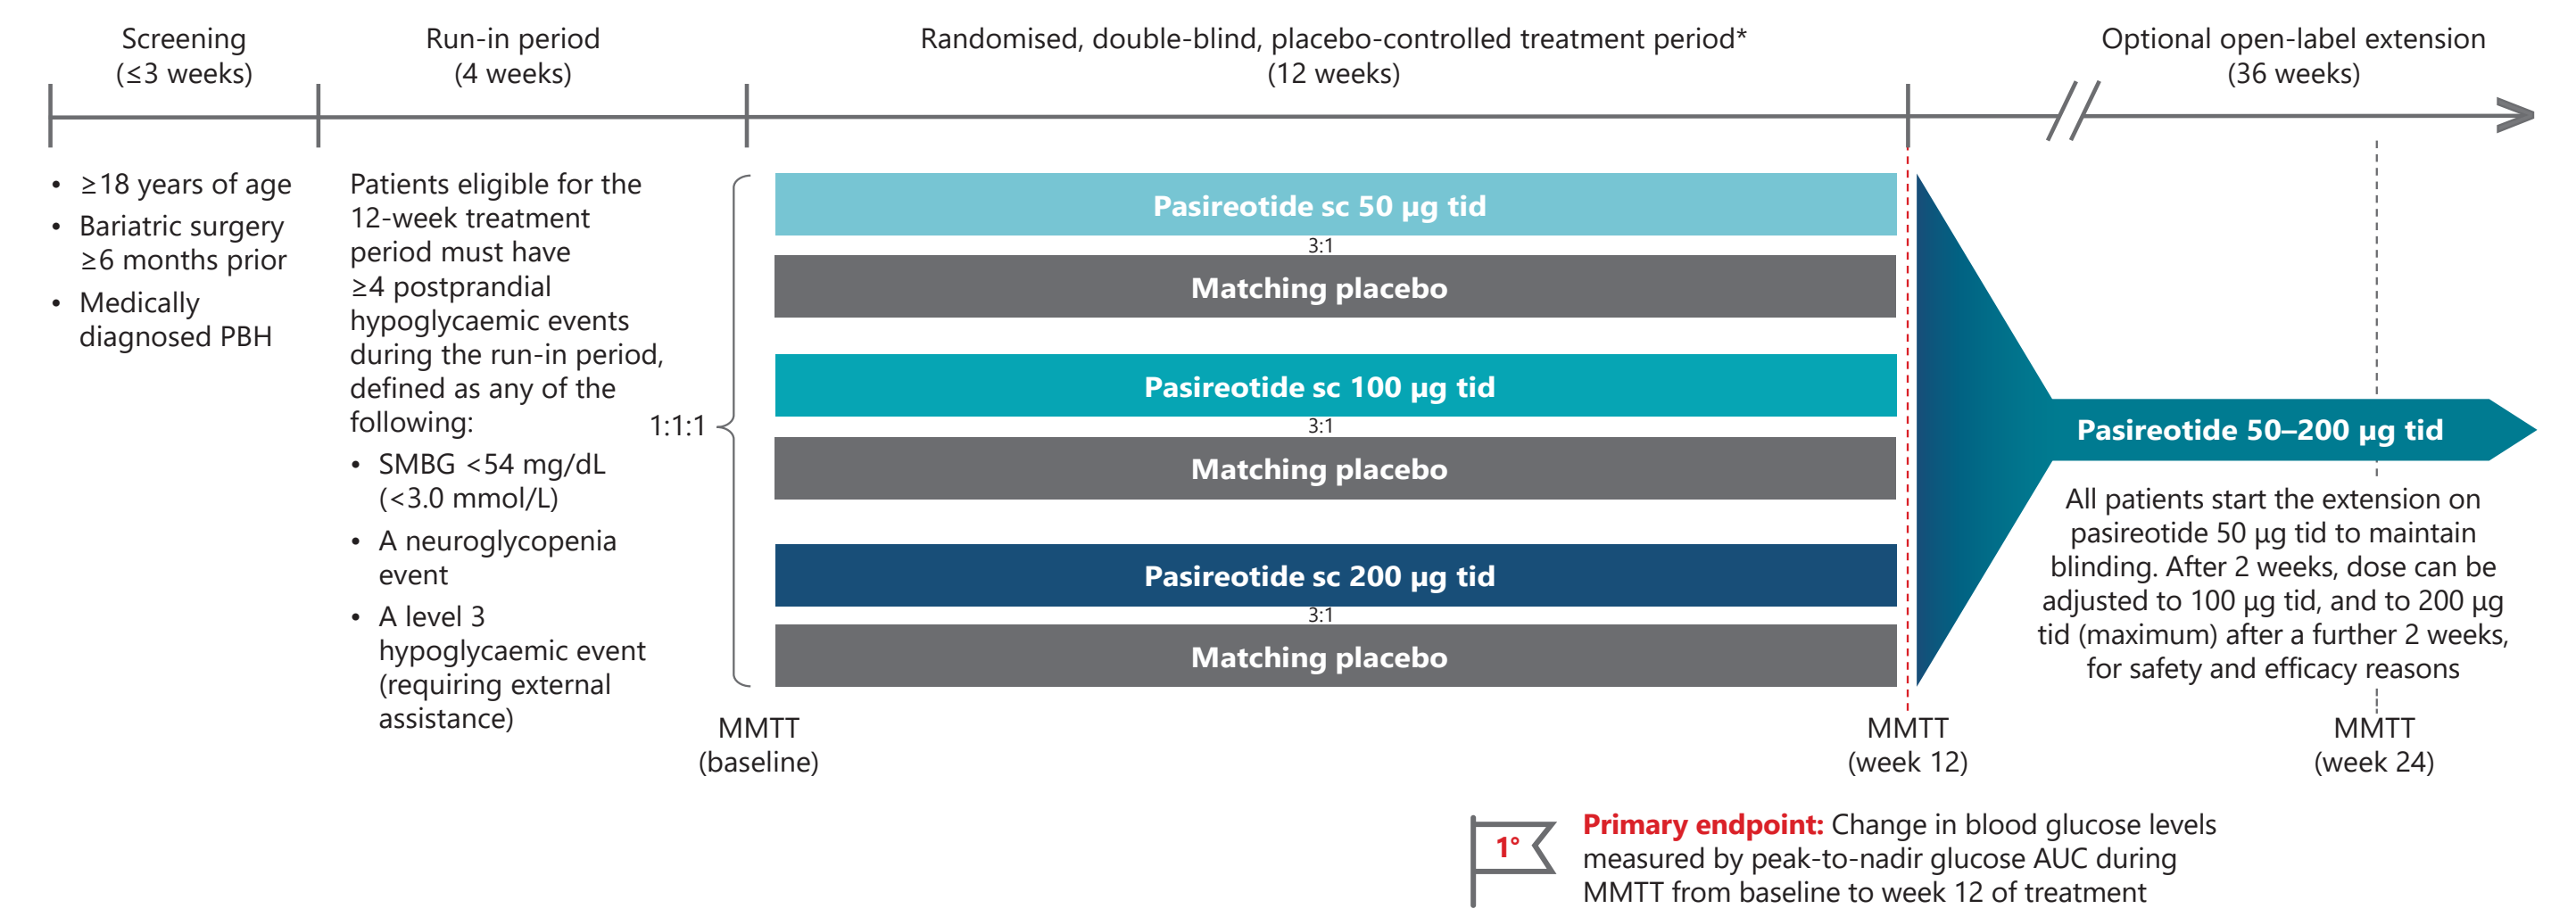 Screening
(≤3 weeks)
Run-in period
(4 weeks)
Randomised, double-blind, placebo-controlled treatment period*
(12 weeks)
Optional open-label extension
(36 weeks)
• ≥18 years of age
• Bariatric surgery
≥6 months prior
• Medically
diagnosed PBH
Patients eligible for the
12-week treatment
period must have
≥4 postprandial
hypoglycaemic events
during the run-in period,
defined as any of the
following:
• SMBG <54 mg/dL
(<3.0 mmol/L)
• A neuroglycopenia
event
• A level 3
hypoglycaemic event
(requiring external
assistance)
1:1:1
Pasireotide sc 50 µg tid
3:1
Matching placebo
Pasireotide sc 100 µg tid
3:1
Matching placebo
Pasireotide sc 200 µg tid
3:1
Matching placebo
Pasireotide 50–200 µg tid
All patients start the extension on
pasireotide 50 µg tid to maintain
blinding. After 2 weeks, dose can be
adjusted to 100 µg tid, and to 200 µg
tid (maximum) after a further 2 weeks,
for safety and efficacy reasons
MMTT
(baseline)
MMTT
(week 12)
MMTT
(week 24)
1°
Primary endpoint: Change in blood glucose levels
measured by peak-to-nadir glucose AUC during
MMTT from baseline to week 12 of treatment